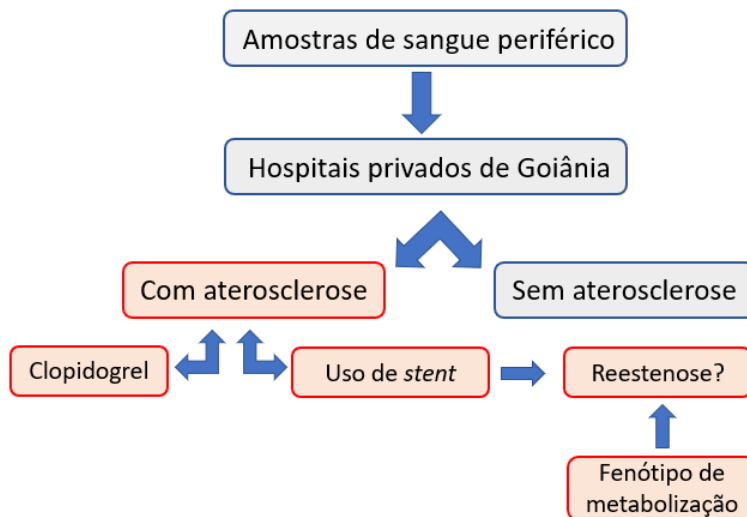 Amostras de sangue periférico
Hospitais privados de Goiânia
Com aterosclerose
Sem aterosclerose
Clopidogrel
Uso de stent
Reestenose?
Fenótipo de
metabolização